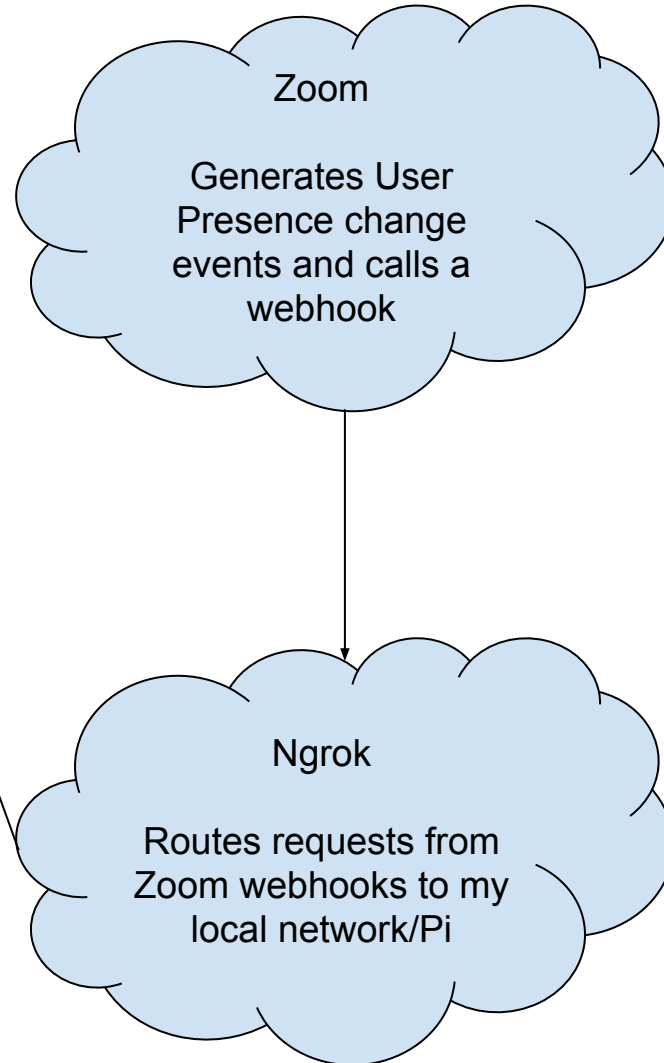 Zoom
Generates User
Presence change
events and calls a
webhook
Ngrok
Routes requests from
Zoom webhooks to my
local network/Pi